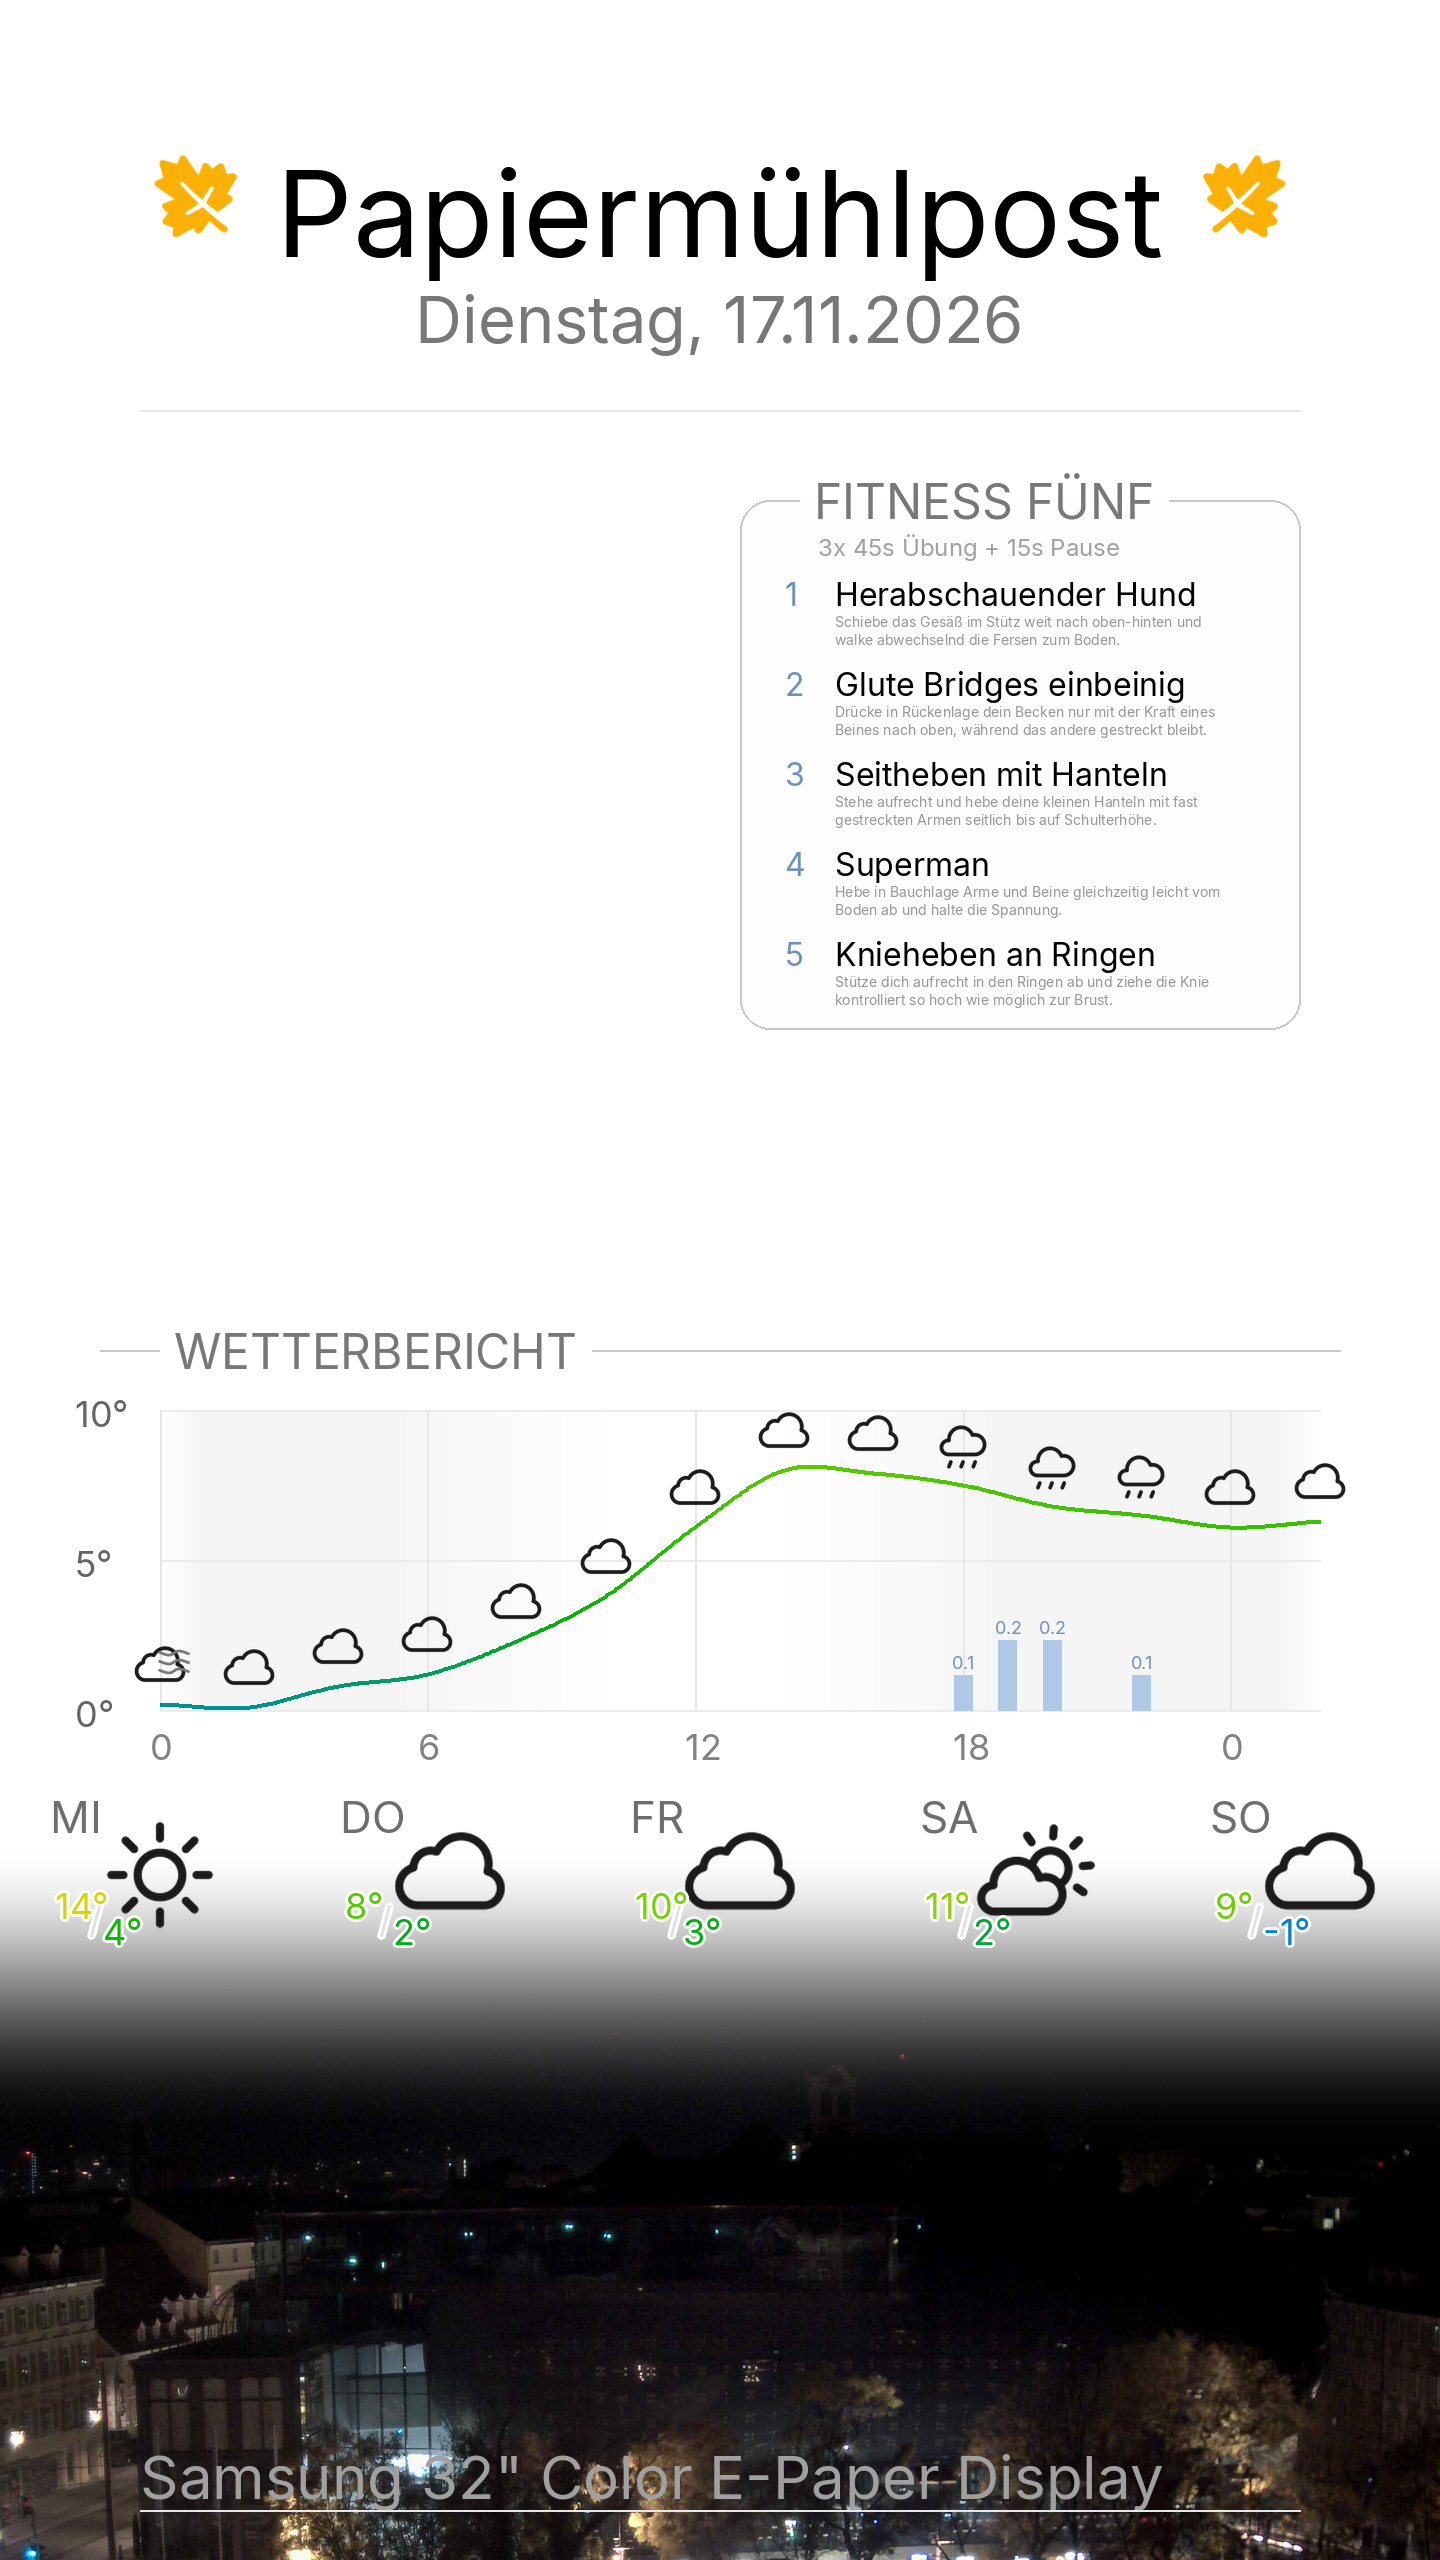 Papiermühlpost
Dienstag, 17.11.2026
FITNESS FÜNF
3x 45s Übung + 15s Pause
1 Herabschauender Hund
Schiebe das Gesäß im Stütz weit nach oben-hinten und
walke abwechselnd die Fersen zum Boden.
2 Glute Bridges einbeinig
Drücke in Rückenlage dein Becken nur mit der Kraft eines
Beines nach oben, während das andere gestreckt bleibt.
3 Seitheben mit Hanteln
Stehe aufrecht und hebe deine kleinen Hanteln mit fast
gestreckten Armen seitlich bis auf Schulterhöhe.
4 Superman
Hebe in Bauchlage Arme und Beine gleichzeitig leicht vom
Boden ab und halte die Spannung.
5 Knieheben an Ringen
Stütze dich aufrecht in den Ringen ab und ziehe die Knie
kontrolliert so hoch wie möglich zur Brust.
WETTERBERICHT
10°
5°
0.2 0.2
0.1 0.1
0°
0 6 12 18 0
MI DO FR SA SO
14°/4° 8°/2° 10°/3° 11°/2° 9°/-1°
Samsung 32" Color E-Paper Display